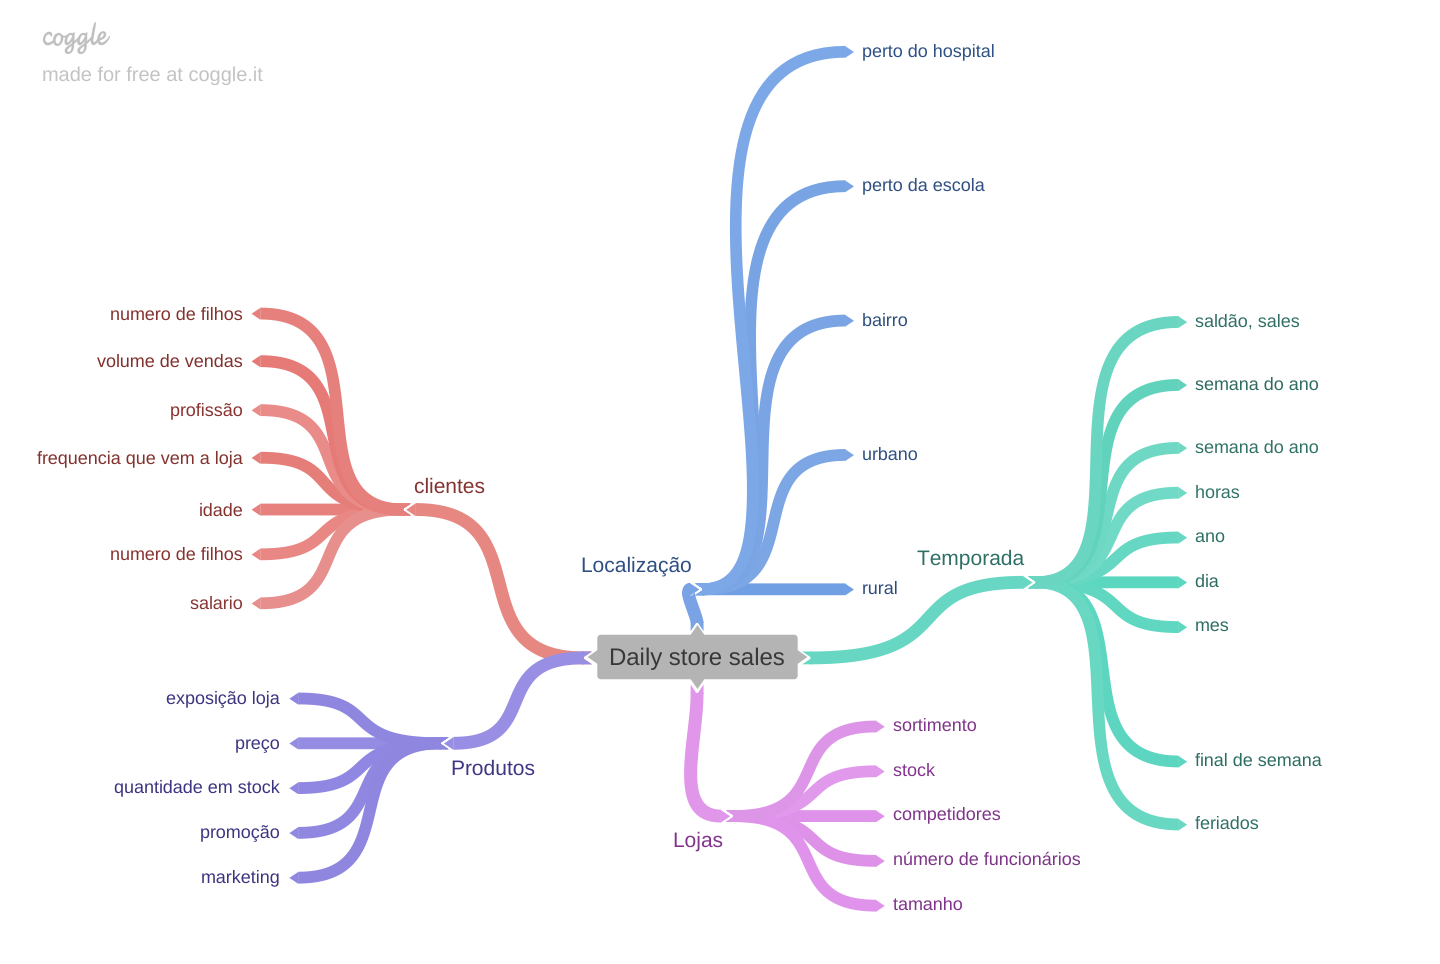 coggle
made for free at coggle.it
perto do hospital
perto da escola
bairro
urbano
rural
Localização
numero de filhos
volume de vendas
profissão
frequencia que vem a loja
idade
numero de filhos
salario
clientes
saldão, sales
semana do ano
semana do ano
horas
ano
dia
mes
final de semana
feriados
Temporada
Daily store sales
exposição loja
preço
quantidade em stock
promoção
marketing
Produtos
sortimento
stock
competidores
número de funcionários
tamanho
Lojas